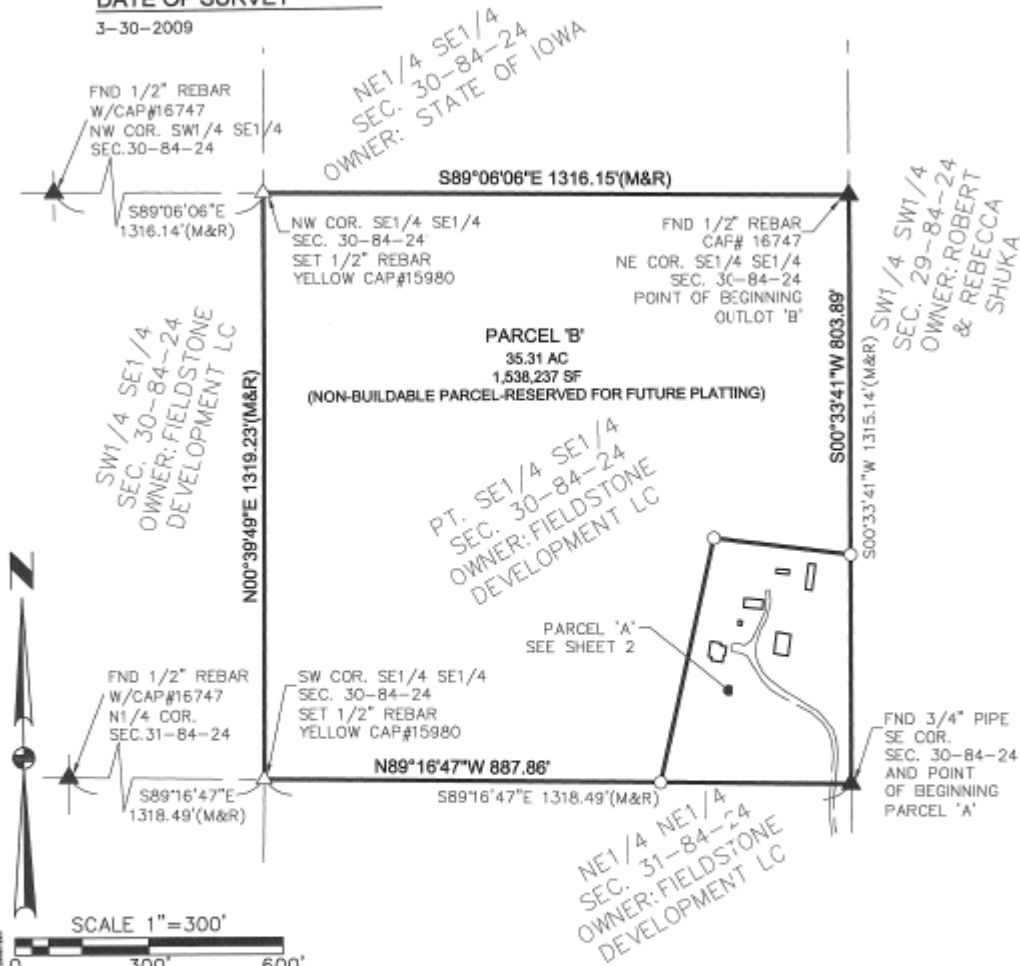 DATE OF SURVEY
3-30-2009
NE1/4 SE1/4
SEC. 30-84-24
OWNER: STATE OF IOWA
FND 1/2" REBAR
W/CAP#16747
NW COR. SW1/4 SE1/4
SEC.30-84-24
S89°06'06"E
1316.14'(M&R)
S89°06'06"E 1316.15'(M&R)
NW COR. SE1/4 SE1/4
SEC. 30-84-24
SET 1/2" REBAR
YELLOW CAP#15980
FND 1/2" REBAR
CAP# 16747
NE COR. SE1/4 SE1/4
SEC. 30-84-24
POINT OF BEGINNING
OUTLOT 'B'
SW1/4 SW1/4
SEC. 29-84-24
OWNER: ROBERT
& REBECCA
SHUKA
S00°33'41"W 803.89'
S00°33'41"W 1315.14'(M&R)
PARCEL 'B'
35.31 AC
1,538,237 SF
(NON-BUILDABLE PARCEL-RESERVED FOR FUTURE PLATTING)
SW1/4 SE1/4
SEC. 30-84-24
OWNER: FIELDSTONE
DEVELOPMENT LC
N00°39'49"E 1319.23'(M&R)
PT. SE1/4 SE1/4
SEC. 30-84-24
OWNER: FIELDSTONE
DEVELOPMENT LC
N
PARCEL 'A'
SEE SHEET 2
FND 1/2" REBAR
W/CAP#16747
N1/4 COR.
SEC.31-84-24
S89°16'47"E
1318.49'(M&R)
SW COR. SE1/4 SE1/4
SEC. 30-84-24
SET 1/2" REBAR
YELLOW CAP#15980
N89°16'47"W 887.86'
S89°16'47"E 1318.49'(M&R)
FND 3/4" PIPE
SE COR.
SEC. 30-84-24
AND POINT
OF BEGINNING
PARCEL 'A'
NE1/4 NE1/4
SEC. 31-84-24
OWNER: FIELDSTONE
DEVELOPMENT LC
SCALE 1"=300'
0 300' 600'